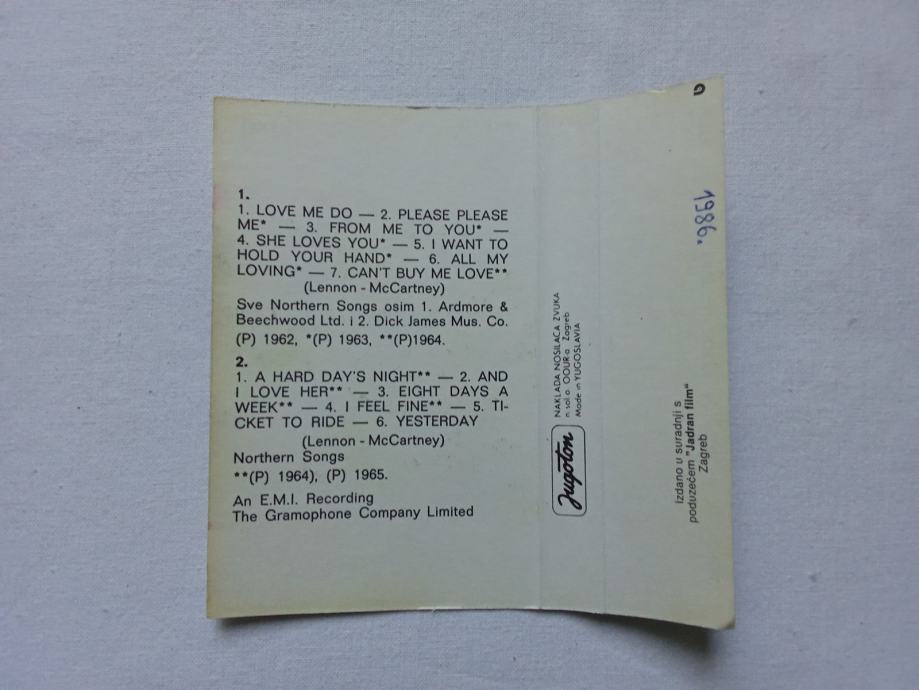 1.
1. LOVE ME DO — 2. PLEASE PLEASE
ME* — 3. FROM ME TO YOU* —
4. SHE LOVES YOU* — 5. I WANT TO
HOLD YOUR HAND* — 6. ALL MY
LOVING* — 7. CAN'T BUY ME LOVE**
(Lennon - McCartney)
Sve Northern Songs osim 1. Ardmore &
Beechwood Ltd. i 2. Dick James Mus. Co.
(P) 1962, *(P) 1963, **(P)1964.
2.
1. A HARD DAY'S NIGHT** — 2. AND
I LOVE HER** — 3. EIGHT DAYS A
WEEK** — 4. I FEEL FINE** — 5. TI-
CKET TO RIDE — 6. YESTERDAY
(Lennon - McCartney)
Northern Songs
**(P) 1964), (P) 1965.
An E.M.I. Recording
The Gramophone Company Limited
Jugoton
NAKLADA NOSILACA ZVUKA
n sol o OOUR a Zagreb
Made in YUGOSLAVIA
Izdano u suradnji s
poduzećem "Jadran film"
Zagreb
1986.